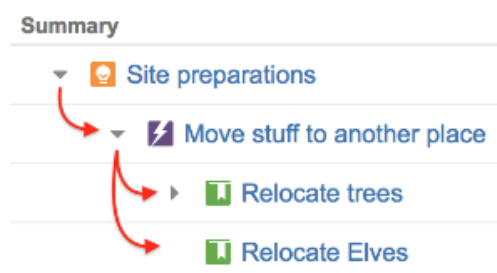 Summary
Site preparations
Move stuff to another place
Relocate trees
Relocate Elves